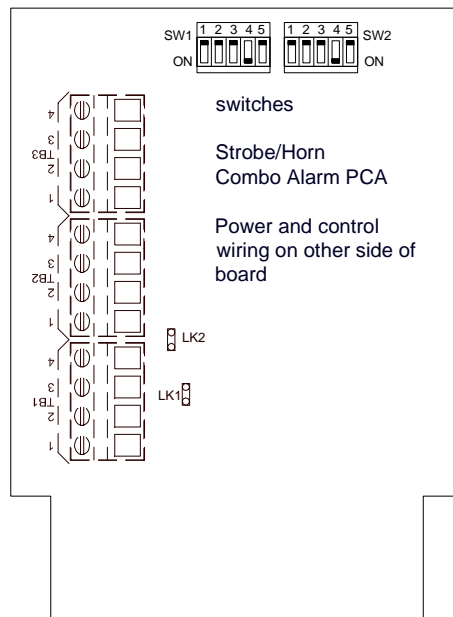 1 2 3 4 5 1 2 3 4 5
SW1 SW2
ON ON
switches
Strobe/Horn
Combo Alarm PCA
Power and control
wiring on other side of
board
4
3
TB3
2
1
4
3
TB2
2
1
LK2
4
3
LK1
TB1
2
1